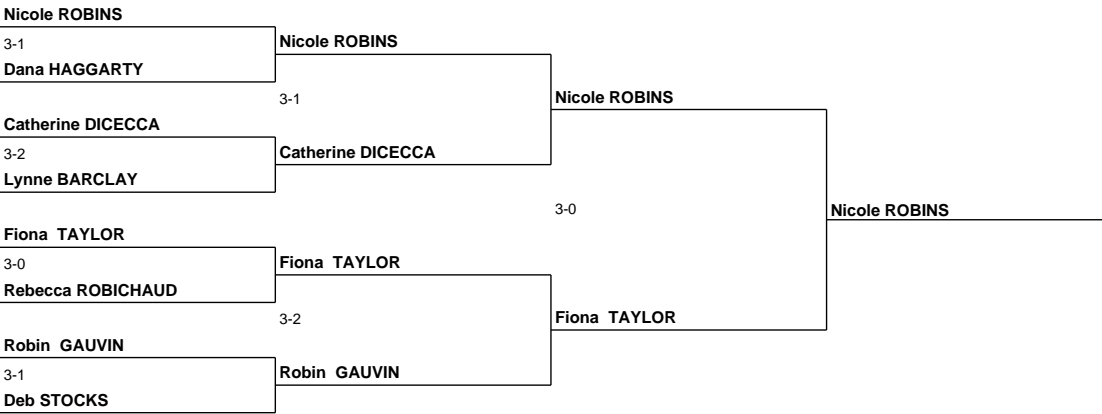 Nicole ROBINS
3-1
Dana HAGGARTY
Catherine DICECCA
3-2
Lynne BARCLAY
Fiona  TAYLOR
3-0
Rebecca ROBICHAUD
Robin  GAUVIN
3-1
Deb STOCKS
Nicole ROBINS
3-1
Catherine DICECCA
Fiona  TAYLOR
3-2
Robin  GAUVIN
Nicole ROBINS
3-0
Fiona  TAYLOR
Nicole ROBINS